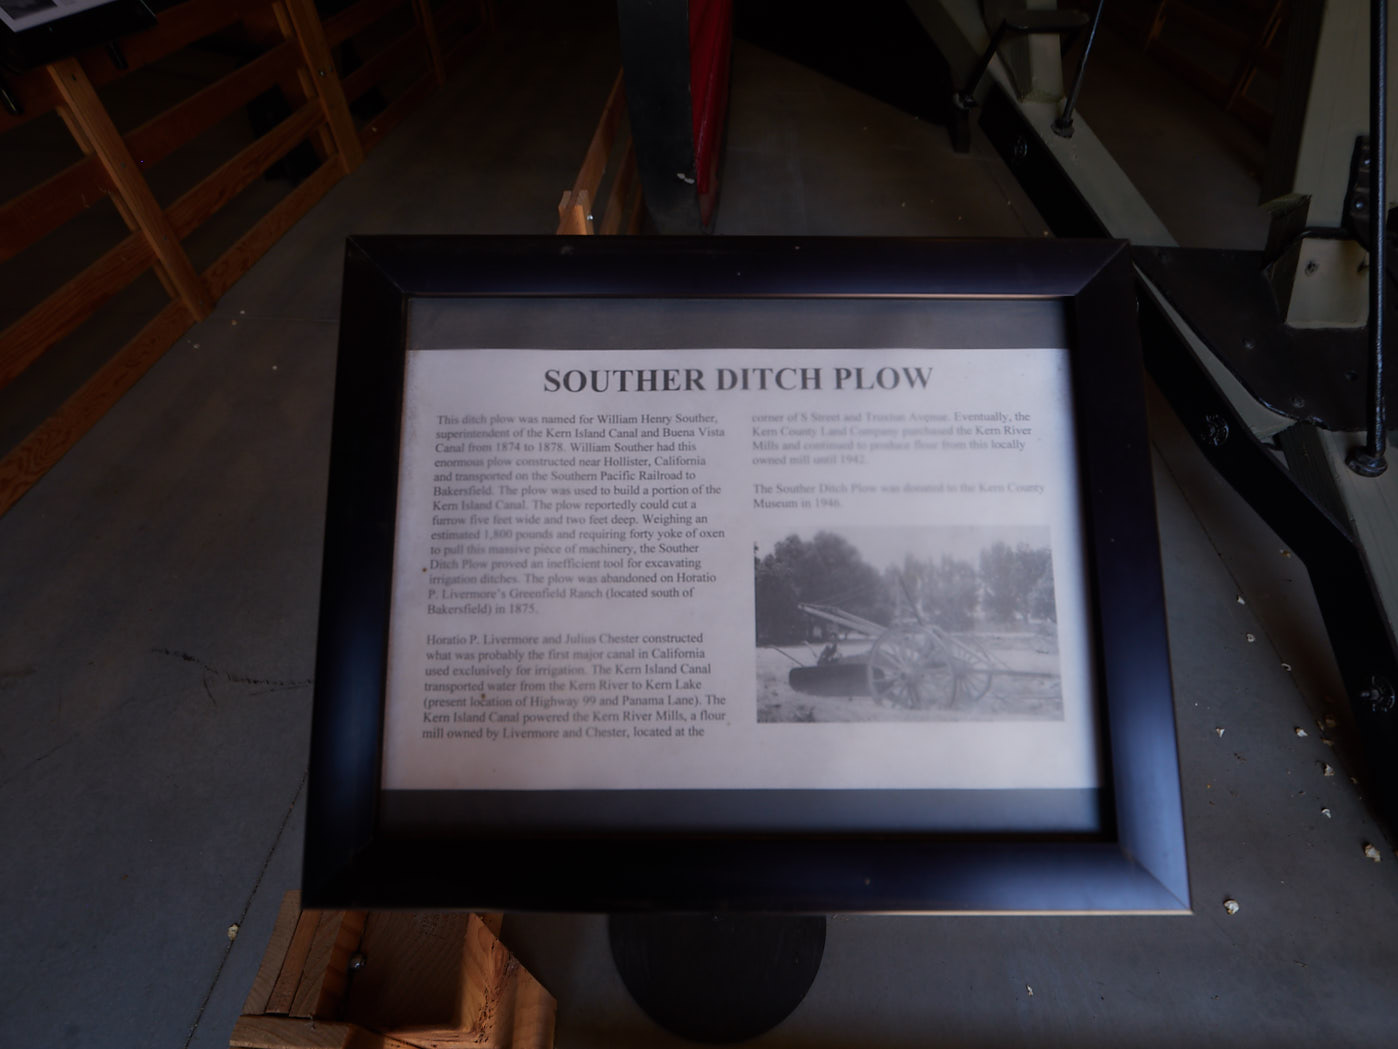 SOUTHER DITCH PLOW
This ditch plow was named for William Henry Souther,
superintendent of the Kern Island Canal and Buena Vista
Canal from 1874 to 1878. William Souther had this
enormous plow constructed near Hollister, California
and transported on the Southern Pacific Railroad to
Bakersfield. The plow was used to build a portion of the
Kern Island Canal. The plow reportedly could cut a
furrow five feet wide and two feet deep. Weighing an
estimated 1,800 pounds and requiring forty yoke of oxen
to pull this massive piece of machinery, the Souther
Ditch Plow proved an inefficient tool for excavating
irrigation ditches. The plow was abandoned on Horatio
P. Livermore's Greenfield Ranch (located south of
Bakersfield) in 1875.
Horatio P. Livermore and Julius Chester constructed
what was probably the first major canal in California
used exclusively for irrigation. The Kern Island Canal
transported water from the Kern River to Kern Lake
(present location of Highway 99 and Panama Lane). The
Kern Island Canal powered the Kern River Mills, a flour
mill owned by Livermore and Chester, located at the
corner of S Street and Truxtun Avenue. Eventually, the
Kern County Land Company purchased the Kern River
Mills and continued to produce flour from this locally
owned mill until 1942.
The Souther Ditch Plow was donated to the Kern County
Museum in 1946.